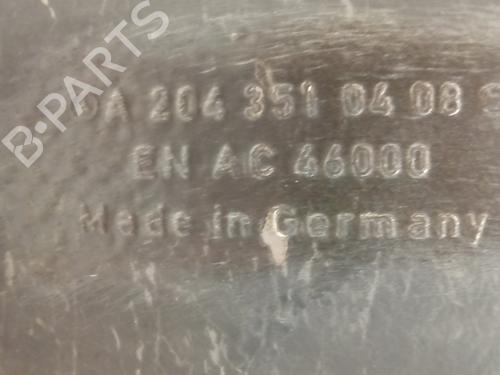 B-PARTS
A 204 351 04 08
EN AC 46000
Made in Germany